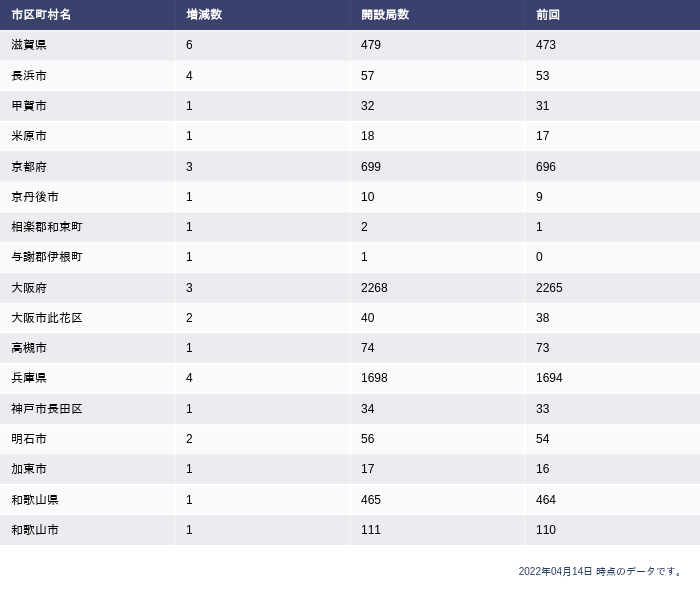 市区町村名 増減数 開設局数 前回
滋賀県 6 479 473
長浜市 4 57 53
甲賀市 1 32 31
米原市 1 18 17
京都府 3 699 696
京丹後市 1 10 9
相楽郡和束町 1 2 1
与謝郡伊根町 1 1 0
大阪府 3 2268 2265
大阪市此花区 2 40 38
高槻市 1 74 73
兵庫県 4 1698 1694
神戸市長田区 1 34 33
明石市 2 56 54
加東市 1 17 16
和歌山県 1 465 464
和歌山市 1 111 110
2022年04月14日 時点のデータです。